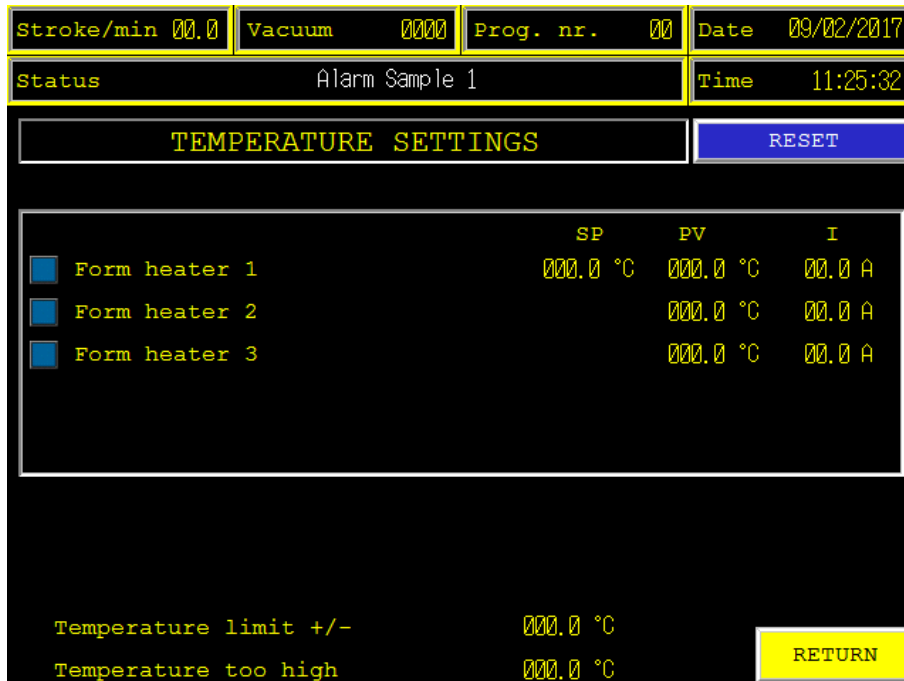 Stroke/min 00.0 Vacuum 0000 Prog. nr. 00 Date 09/02/2017
Status Alarm Sample 1 Time 11:25:32
TEMPERATURE SETTINGS RESET
SP PV I
Form heater 1 000.0 °C 000.0 °C 00.0 A
Form heater 2 000.0 °C 00.0 A
Form heater 3 000.0 °C 00.0 A
Temperature limit +/- 000.0 °C
Temperature too high 000.0 °C
RETURN